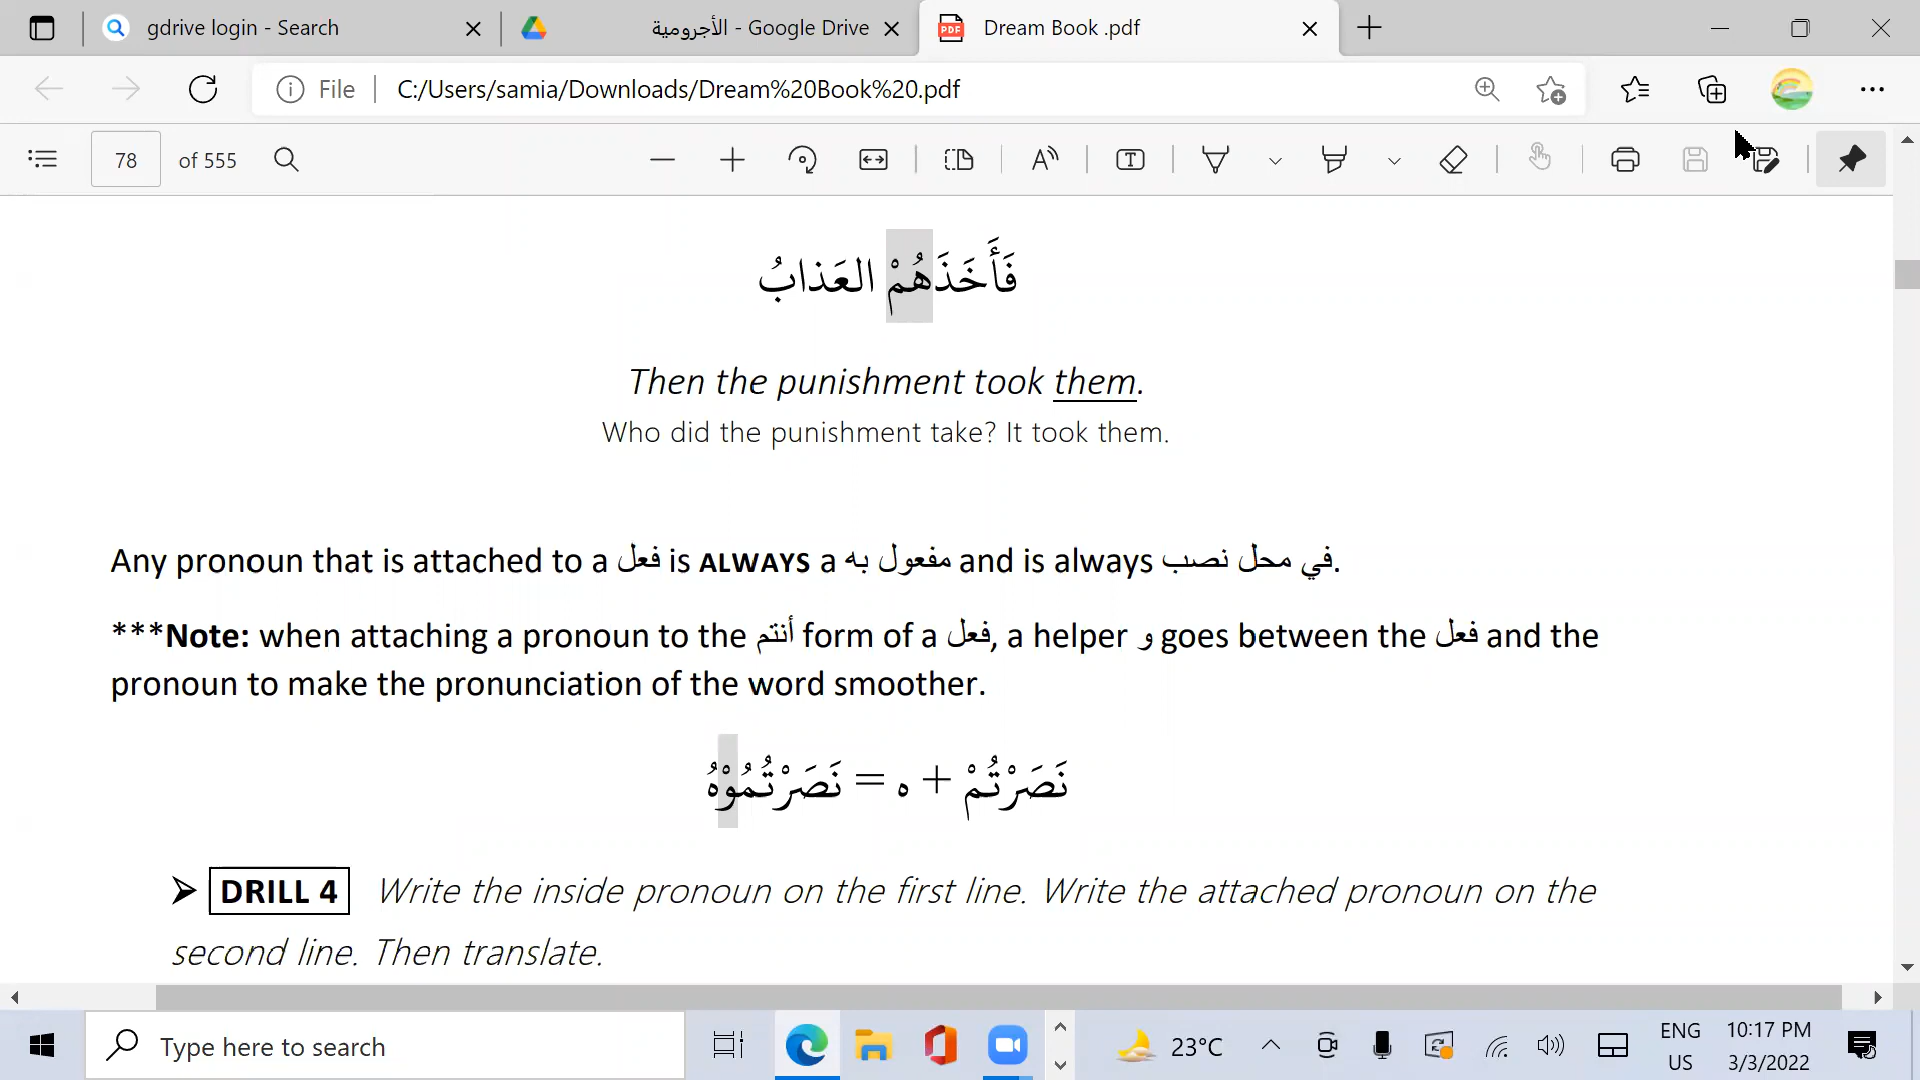 gdrive login - Search
الأجرومية - Google Drive
Dream Book .pdf
File
C:/Users/samia/Downloads/Dream%20Book%20.pdf
78 of 555
فَأَخَذَهُمْ العَذابُ
Then the punishment took them.
Who did the punishment take? It took them.
Any pronoun that is attached to a فعل is ALWAYS a مفعول به and is always في محل نصب.
***Note: when attaching a pronoun to the أنتم form of a فعل, a helper و goes between the فعل and the
pronoun to make the pronunciation of the word smoother.
نَصَرْتُمْ + ه = نَصَرْتُمُوْهُ
➢ DRILL 4 Write the inside pronoun on the first line. Write the attached pronoun on the
second line. Then translate.
Type here to search
23°C
ENG
US
10:17 PM
3/3/2022